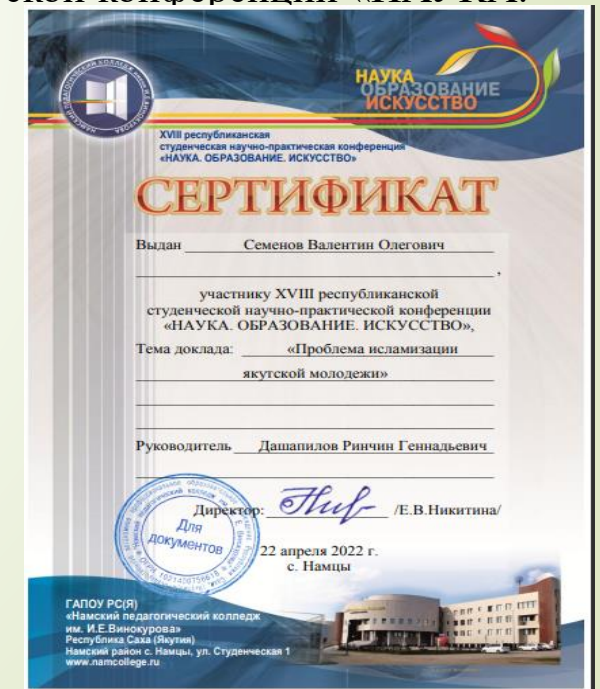 ской конференции «НАУКА.
НАУКА
ОБРАЗОВАНИЕ
ИСКУССТВО
XVIII республиканская
студенческая научно-практическая конференция
«НАУКА. ОБРАЗОВАНИЕ. ИСКУССТВО»
СЕРТИФИКАТ
Выдан Семенов Валентин Олегович
,
участнику XVIII республиканской
студенческой научно-практической конференции
«НАУКА. ОБРАЗОВАНИЕ. ИСКУССТВО»,
Тема доклада: «Проблема исламизации
якутской молодежи»
Руководитель Дашапилов Ринчин Геннадьевич
Директор: /Е.В.Никитина/
Для
документов
22 апреля 2022 г.
с. Намцы
ГАПОУ РС(Я)
«Намский педагогический колледж
им. И.Е.Винокурова»
Республика Саха (Якутия)
Намский район с. Намцы, ул. Студенческая 1
www.namcollege.ru